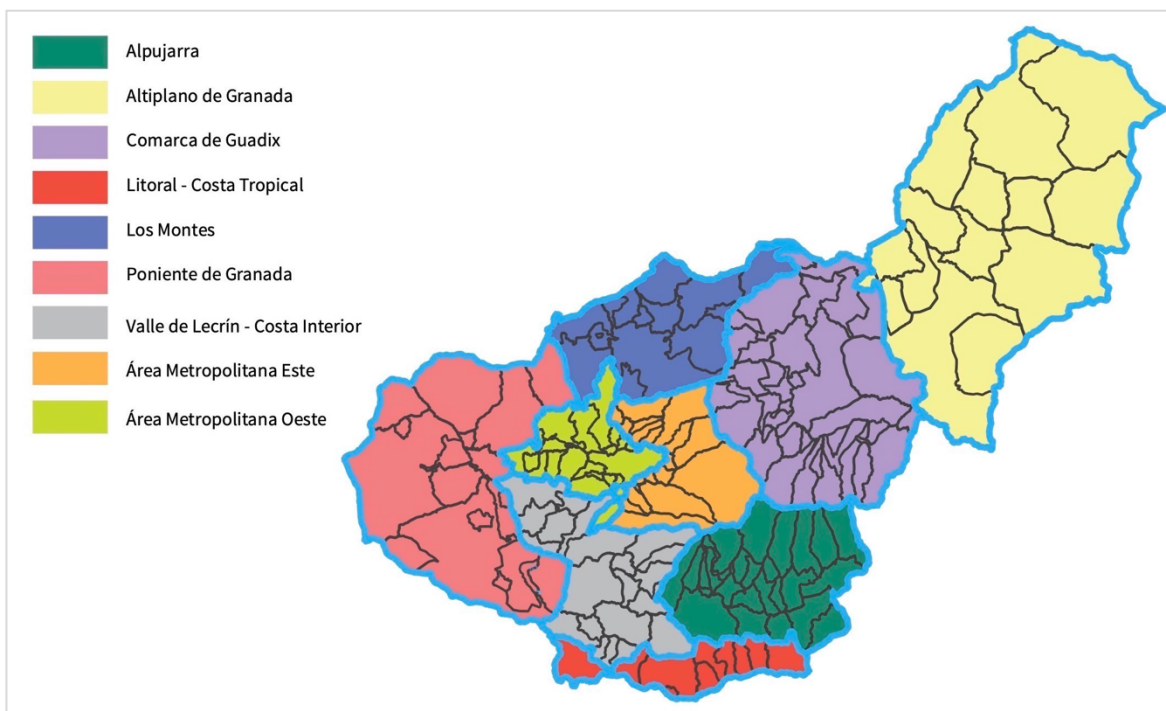 Alpujarra
Altiplano de Granada
Comarca de Guadix
Litoral - Costa Tropical
Los Montes
Poniente de Granada
Valle de Lecrín - Costa Interior
Área Metropolitana Este
Área Metropolitana Oeste